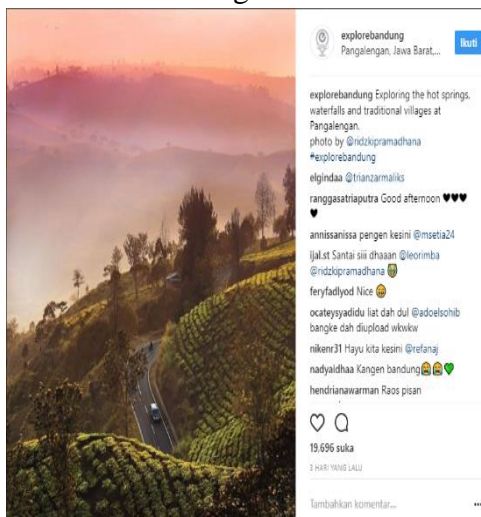 explorebandung
Pangalengan, Jawa Barat,...
Ikuti
explorebandung Exploring the hot springs,
waterfalls and traditional villages at
Pangalengan.
photo by @ridzkipramadhana
#explorebandung
elgindaa @trianzarmaliks
ranggasatriaputra Good afternoon ♥♥♥
♥
annissanissa pengen kesini @msetia24
ijal.st Santai siii dhaaan @leorimba
@ridzkipramadhana
feryfadlyod Nice
ocateysyadidu liat dah dul @adoelsohib
bangke dah diupload wkwkw
nikenr31 Hayu kita kesini @refanaj
nadyaidhaa Kangen bandung
hendrianawarman Raos pisan
19,696 suka
3 HARI YANG LALU
Tambahkan komentar...